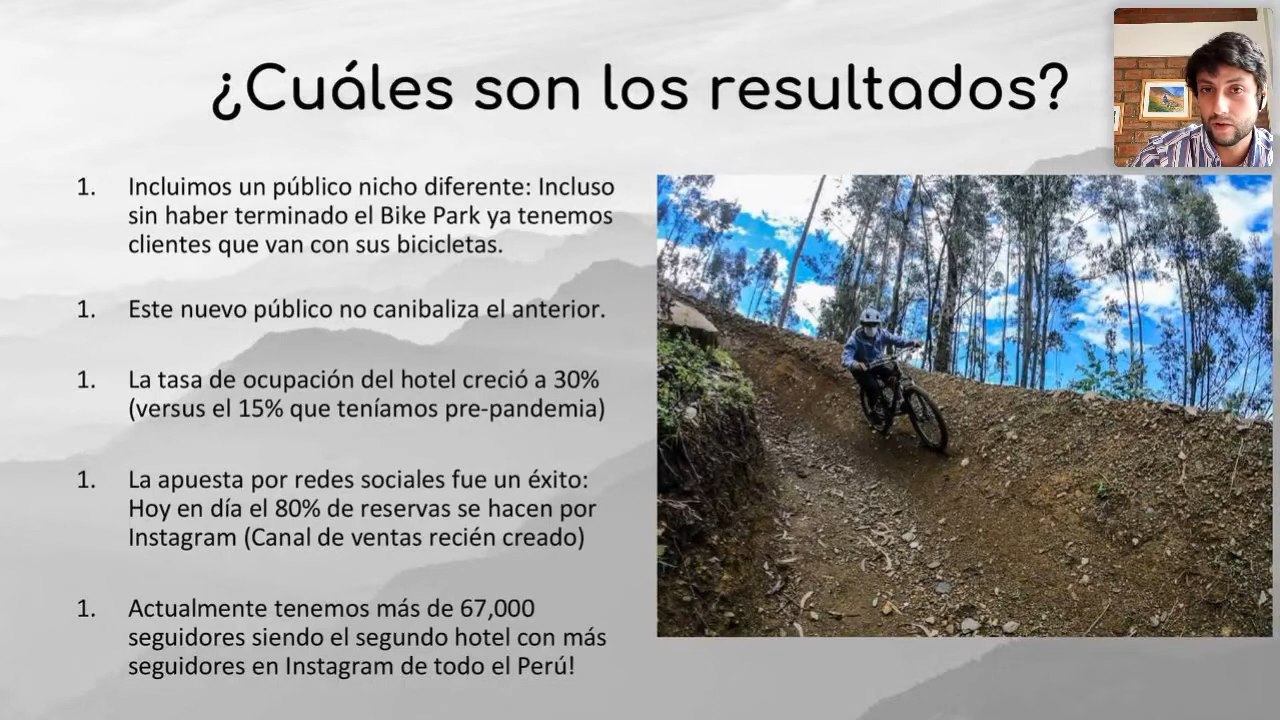 ¿Cuáles son los resultados?
1. Incluimos un público nicho diferente: Incluso
sin haber terminado el Bike Park ya tenemos
clientes que van con sus bicicletas.
1. Este nuevo público no canibaliza el anterior.
1. La tasa de ocupación del hotel creció a 30%
(versus el 15% que teníamos pre-pandemia)
1. La apuesta por redes sociales fue un éxito:
Hoy en día el 80% de reservas se hacen por
Instagram (Canal de ventas recién creado)
1. Actualmente tenemos más de 67,000
seguidores siendo el segundo hotel con más
seguidores en Instagram de todo el Perú!